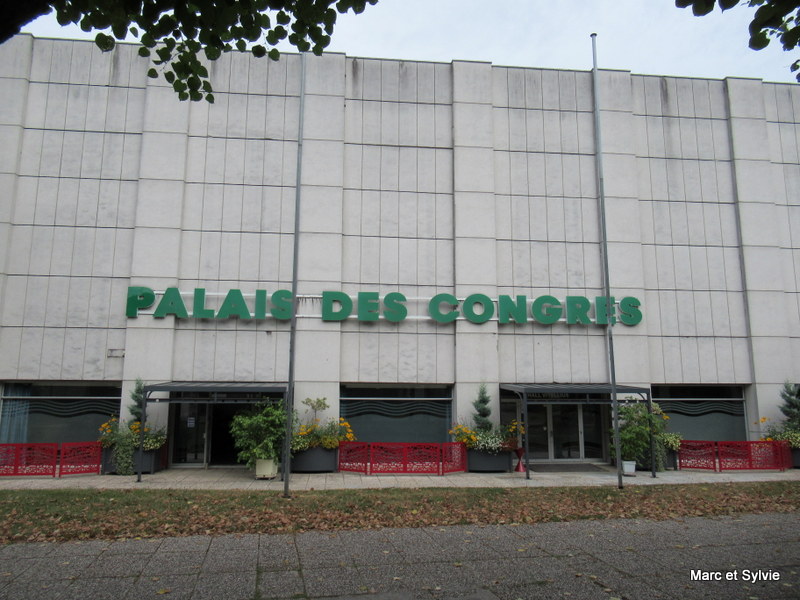 PALAIS DES CONGRES
Marc et Sylvie